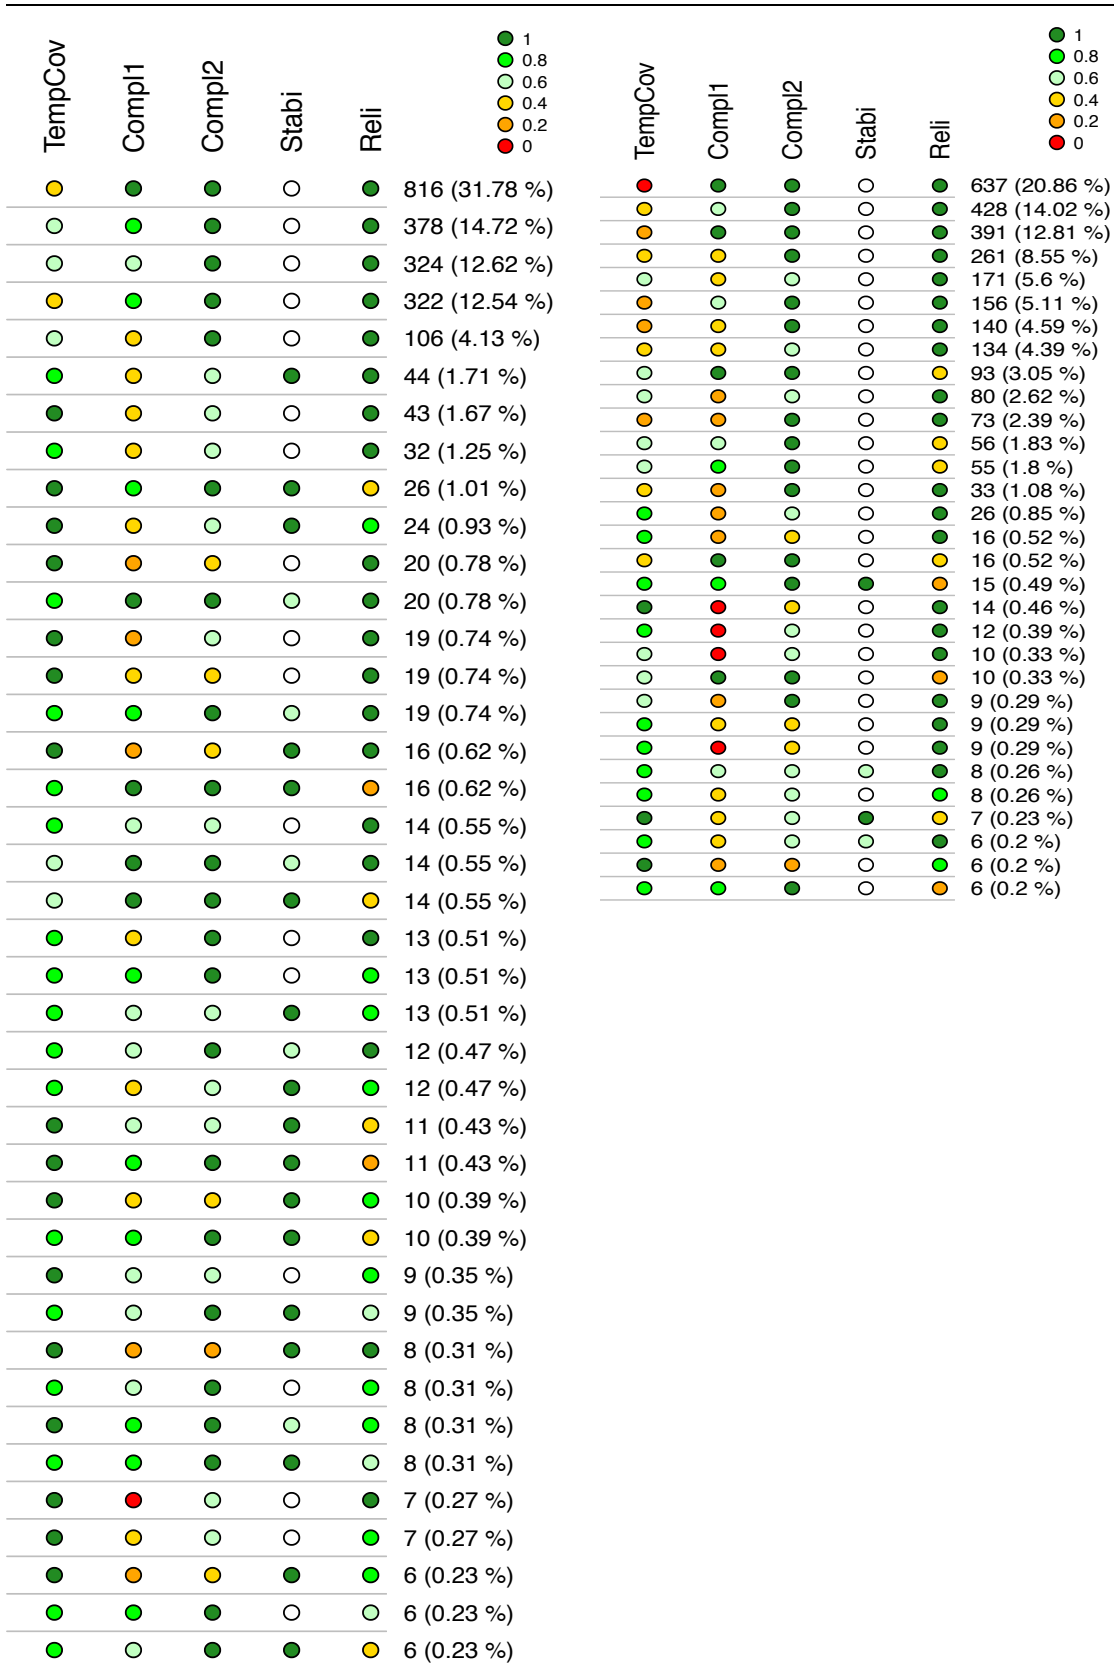 TempCov
Compl1
Compl2
Stabi
Reli
1
0.8
0.6
0.4
0.2
0
816 (31.78 %)
378 (14.72 %)
324 (12.62 %)
322 (12.54 %)
106 (4.13 %)
44 (1.71 %)
43 (1.67 %)
32 (1.25 %)
26 (1.01 %)
24 (0.93 %)
20 (0.78 %)
20 (0.78 %)
19 (0.74 %)
19 (0.74 %)
19 (0.74 %)
16 (0.62 %)
16 (0.62 %)
14 (0.55 %)
14 (0.55 %)
14 (0.55 %)
13 (0.51 %)
13 (0.51 %)
13 (0.51 %)
12 (0.47 %)
12 (0.47 %)
11 (0.43 %)
11 (0.43 %)
10 (0.39 %)
10 (0.39 %)
9 (0.35 %)
9 (0.35 %)
8 (0.31 %)
8 (0.31 %)
8 (0.31 %)
8 (0.31 %)
7 (0.27 %)
7 (0.27 %)
6 (0.23 %)
6 (0.23 %)
6 (0.23 %)
TempCov
Compl1
Compl2
Stabi
Reli
1
0.8
0.6
0.4
0.2
0
637 (20.86 %)
428 (14.02 %)
391 (12.81 %)
261 (8.55 %)
171 (5.6 %)
156 (5.11 %)
140 (4.59 %)
134 (4.39 %)
93 (3.05 %)
80 (2.62 %)
73 (2.39 %)
56 (1.83 %)
55 (1.8 %)
33 (1.08 %)
26 (0.85 %)
16 (0.52 %)
16 (0.52 %)
15 (0.49 %)
14 (0.46 %)
12 (0.39 %)
10 (0.33 %)
10 (0.33 %)
9 (0.29 %)
9 (0.29 %)
9 (0.29 %)
8 (0.26 %)
8 (0.26 %)
7 (0.23 %)
6 (0.2 %)
6 (0.2 %)
6 (0.2 %)